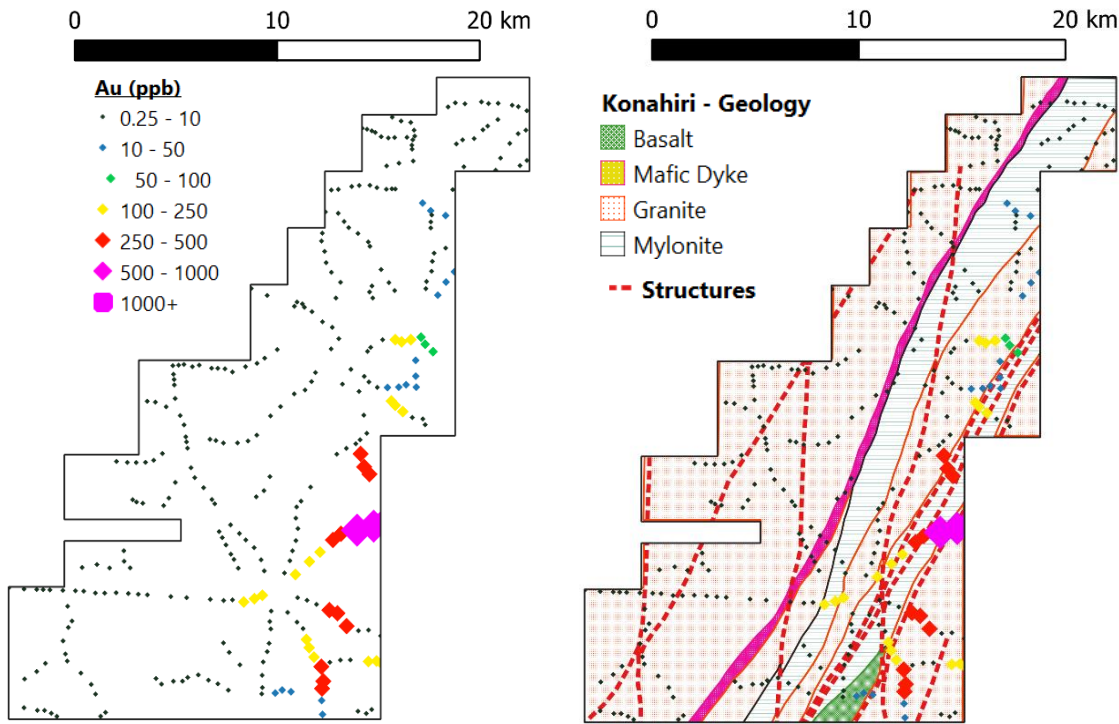 0 10 20 km
Au (ppb)
0.25 - 10
10 - 50
50 - 100
100 - 250
250 - 500
500 - 1000
1000+
0 10 20 km
Konahiri - Geology
Basalt
Mafic Dyke
Granite
Mylonite
Structures